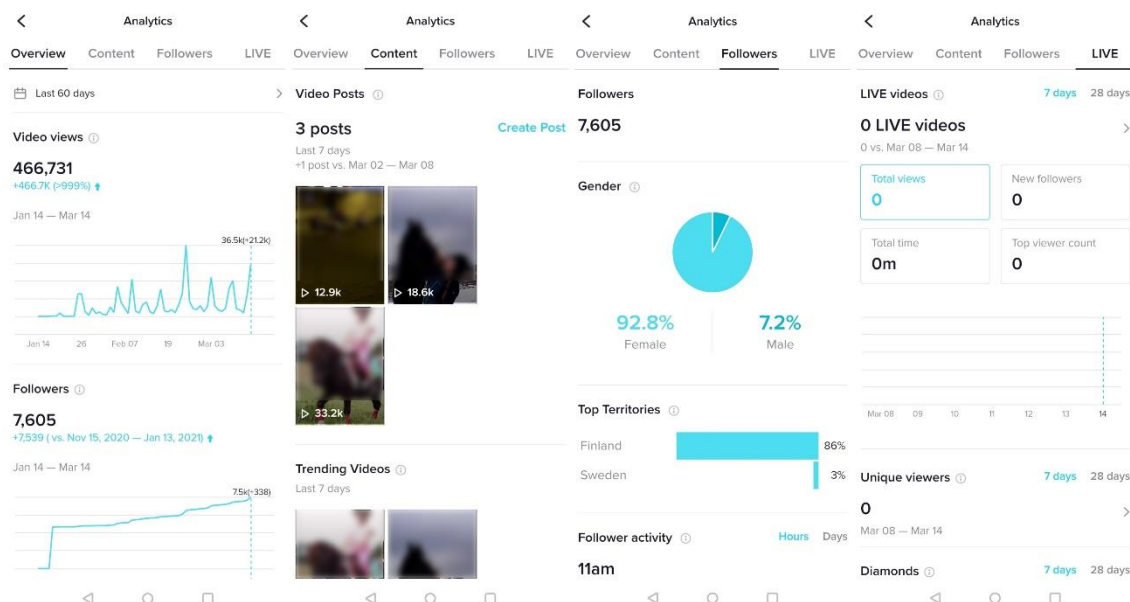 Analytics
Overview Content Followers LIVE
Last 60 days
Video views
466,731
+466.7K (>999%)
Jan 14 — Mar 14
36.5k(+21.2k)
Jan 14 26 Feb 07 19 Mar 03
Followers
7,605
+7,539 ( vs. Nov 15, 2020 — Jan 13, 2021)
Jan 14 — Mar 14
7.5k(+338)
Analytics
Overview Content Followers LIVE
Video Posts
3 posts
Create Post
Last 7 days
+1 post vs. Mar 02 — Mar 08
12.9k
18.6k
33.2k
Trending Videos
Last 7 days
Analytics
Overview Content Followers LIVE
Followers
7,605
Gender
92.8% 7.2%
Female Male
Top Territories
Finland 86%
Sweden 3%
Follower activity Hours Days
11am
Analytics
Overview Content Followers LIVE
LIVE videos 7 days 28 days
0 LIVE videos
0 vs. Mar 08 — Mar 14
Total views New followers
0 0
Total time Top viewer count
0m 0
Mar 08 09 10 11 12 13 14
Unique viewers 7 days 28 days
0
Mar 08 — Mar 14
Diamonds 7 days 28 days